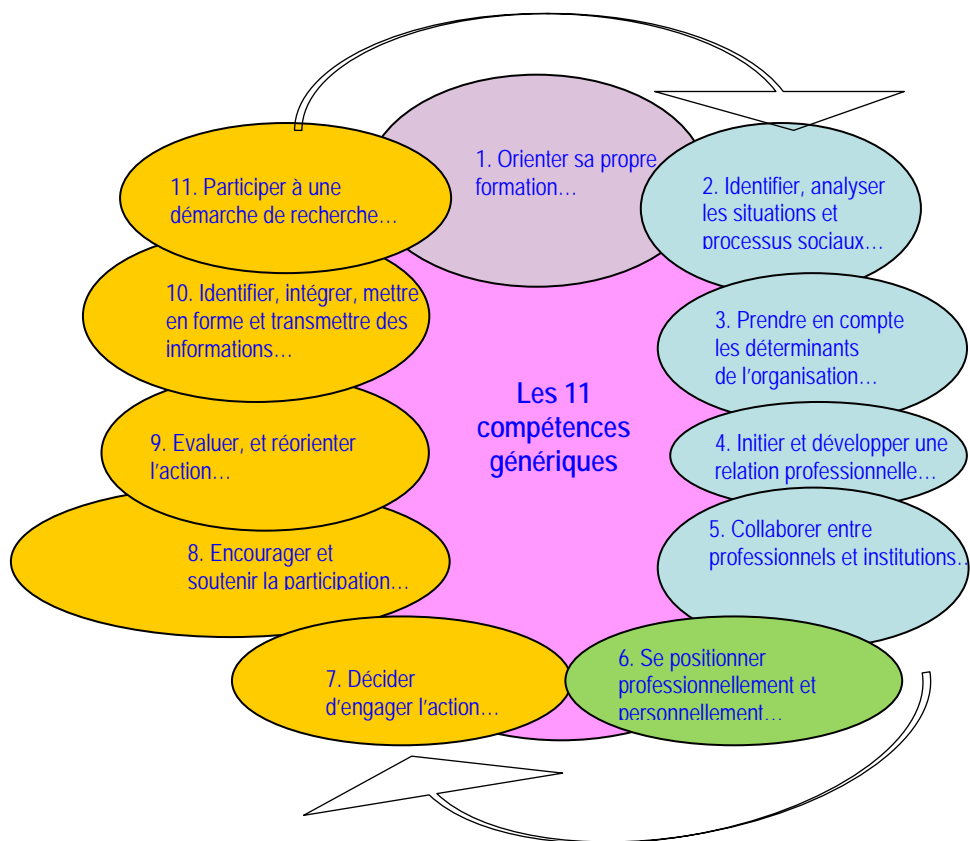 1. Orienter sa propre
formation…
2. Identifier, analyser
les situations et
processus sociaux…
3. Prendre en compte
les déterminants
de l'organisation…
4. Initier et développer une
relation professionnelle…
5. Collaborer entre
professionnels et institutions…
6. Se positionner
professionnellement et
personnellement…
7. Décider
d'engager l'action…
8. Encourager et
soutenir la participation…
9. Evaluer, et réorienter
l'action…
10. Identifier, intégrer, mettre
en forme et transmettre des
informations…
11. Participer à une
démarche de recherche…
Les 11
compétences
génériques